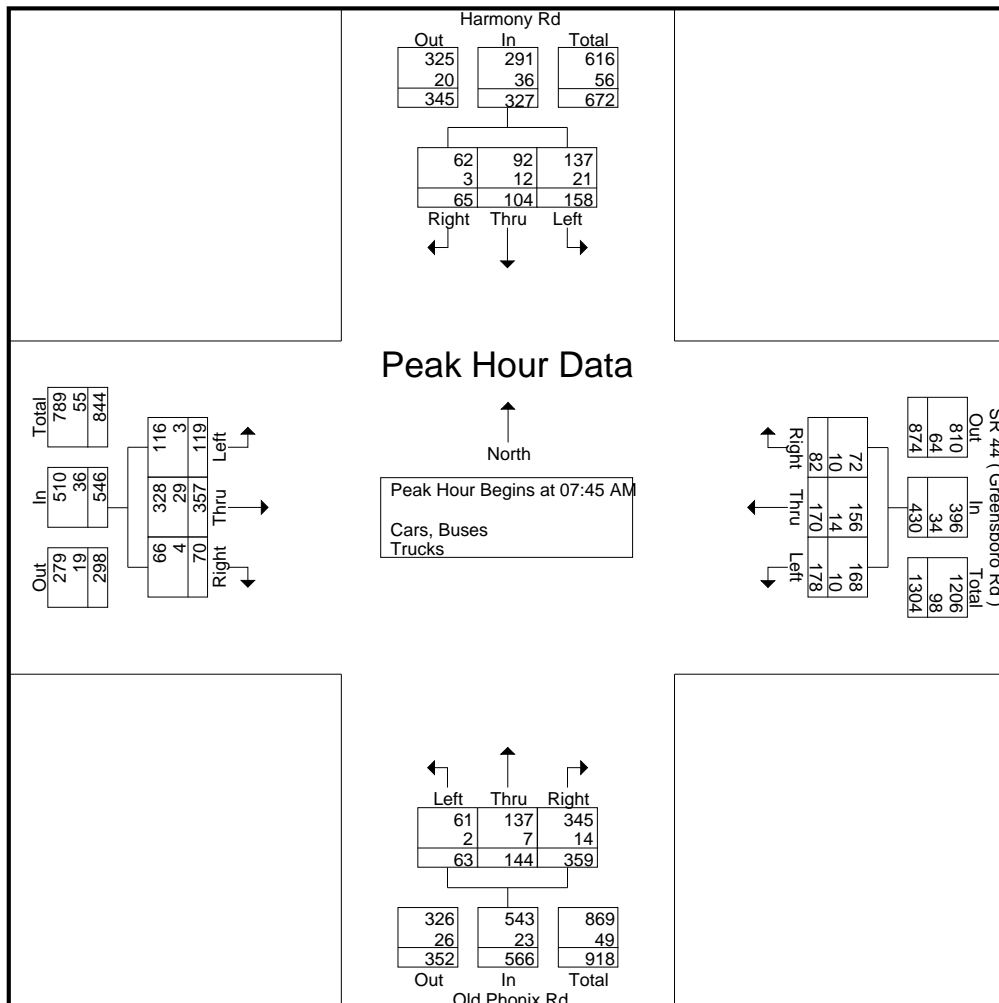 Harmony Rd
Out In Total
325 291 616
20 36 56
345 327 672
62 92 137
3 12 21
65 104 158
Right Thru Left
Peak Hour Data
North
Peak Hour Begins at 07:45 AM
Cars, Buses
Trucks
Total
789
55
844
In
510
36
546
Out
279
19
298
116
3
119
Left
328
29
357
Thru
66
4
70
Right
Right
72
10
82
Thru
156
14
170
Left
168
10
178
SR 44 ( Greensboro Rd )
Out
810
64
874
In
396
34
430
Total
1206
98
1304
Left Thru Right
61 137 345
2 7 14
63 144 359
326 543 869
26 23 49
352 566 918
Out In Total
Old Phonix Rd